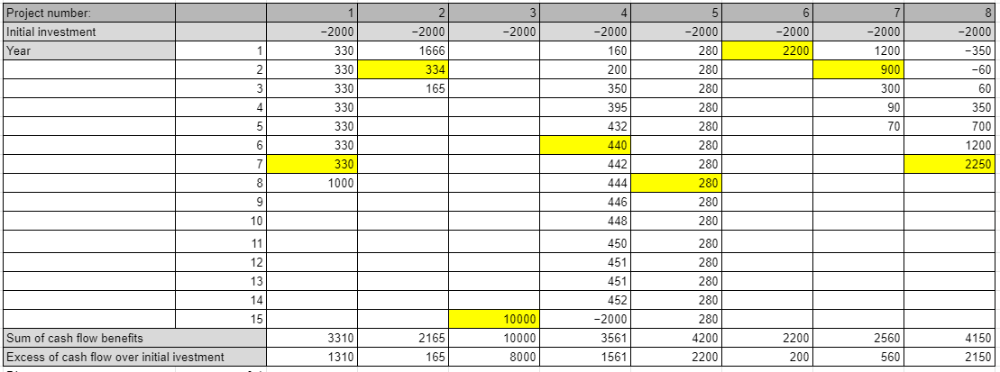 Project number: 1 2 3 4 5 6 7 8
Initial investment −2000 −2000 −2000 −2000 −2000 −2000 −2000 −2000
Year 1 330 1666 160 280 2200 1200 −350
2 330 334 200 280 900 −60
3 330 165 350 280 300 60
4 330 395 280 90 350
5 330 432 280 70 700
6 330 440 280 1200
7 330 442 280 2250
8 1000 444 280
9 446 280
10 448 280
11 450 280
12 451 280
13 451 280
14 452 280
15 10000 −2000 280
Sum of cash flow benefits 3310 2165 10000 3561 4200 2200 2560 4150
Excess of cash flow over initial ivestment 1310 165 8000 1561 2200 200 560 2150